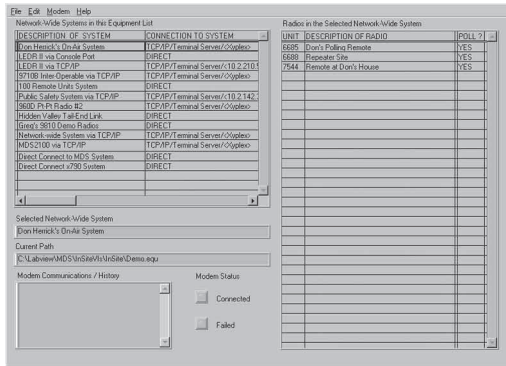 File Edit Modem Help
Network-Wide Systems in this Equipment List
DESCRIPTION OF SYSTEM CONNECTION TO SYSTEM
Don Herrick's On-Air System TCP/IP/Terminal Server/<Xyplex>
LEDR II via Console Port DIRECT
LEDR II via TCP/IP TCP/IP/Terminal Server/<10.2.210.9
9710B Inter-Operable via TCP/IP TCP/IP/Terminal Server/<Xyplex>
100 Remote Units System DIRECT
Public Safety System via TCP/IP TCP/IP/Terminal Server/<10.2.142.
960D Pt-Pt Radio #2 TCP/IP/Terminal Server/<Xyplex>
Hidden Valley Tail-End Link DIRECT
Greg's 9810 Demo Radios DIRECT
Network-wide System via TCP/IP TCP/IP/Terminal Server/<Xyplex>
MDS2100 via TCP/IP TCP/IP/Terminal Server/<Xyplex>
Direct Connect to MDS System DIRECT
Direct Connect x790 System DIRECT
Selected Network-Wide System
Don Herrick's On-Air System
Current Path
C:\Labview\MDS\InSiteVIs\InSite\Demo.equ
Modem Communications / History
Modem Status
Connected
Failed
Radios in the Selected Network-Wide System
UNIT DESCRIPTION OF RADIO POLL ?
6685 Don's Polling Remote YES
6688 Repeater Site YES
7544 Remote at Don's House YES